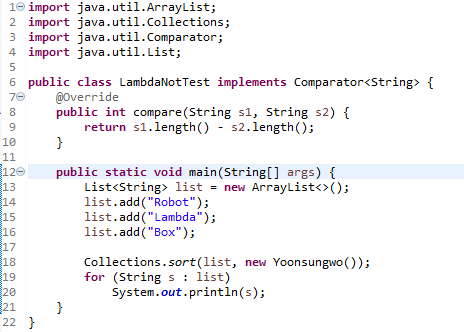 1 import java.util.ArrayList;
2 import java.util.Collections;
3 import java.util.Comparator;
4 import java.util.List;
5
6 public class LambdaNotTest implements Comparator<String> {
7     @Override
8     public int compare(String s1, String s2) {
9         return s1.length() - s2.length();
10     }
11
12     public static void main(String[] args) {
13         List<String> list = new ArrayList<>();
14         list.add("Robot");
15         list.add("Lambda");
16         list.add("Box");
17
18         Collections.sort(list, new Yoonsungwo());
19         for (String s : list)
20             System.out.println(s);
21     }
22 }